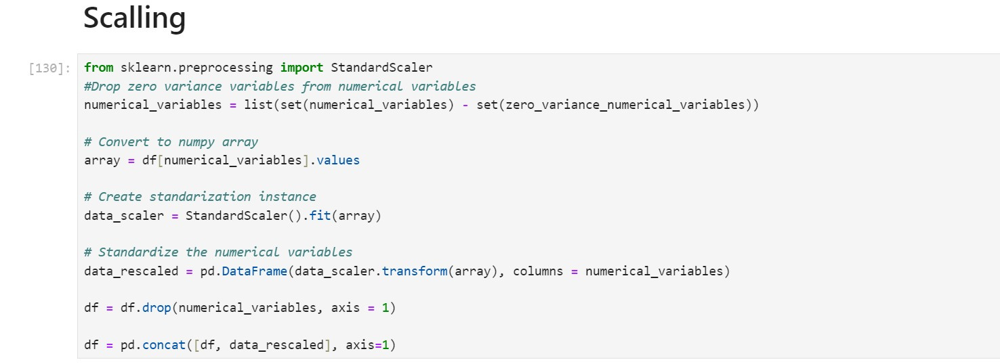 Scalling
[130]:
from sklearn.preprocessing import StandardScaler
#Drop zero variance variables from numerical variables
numerical_variables = list(set(numerical_variables) - set(zero_variance_numerical_variables))
# Convert to numpy array
array = df[numerical_variables].values
# Create standarization instance
data_scaler = StandardScaler().fit(array)
# Standardize the numerical variables
data_rescaled = pd.DataFrame(data_scaler.transform(array), columns = numerical_variables)
df = df.drop(numerical_variables, axis = 1)
df = pd.concat([df, data_rescaled], axis=1)